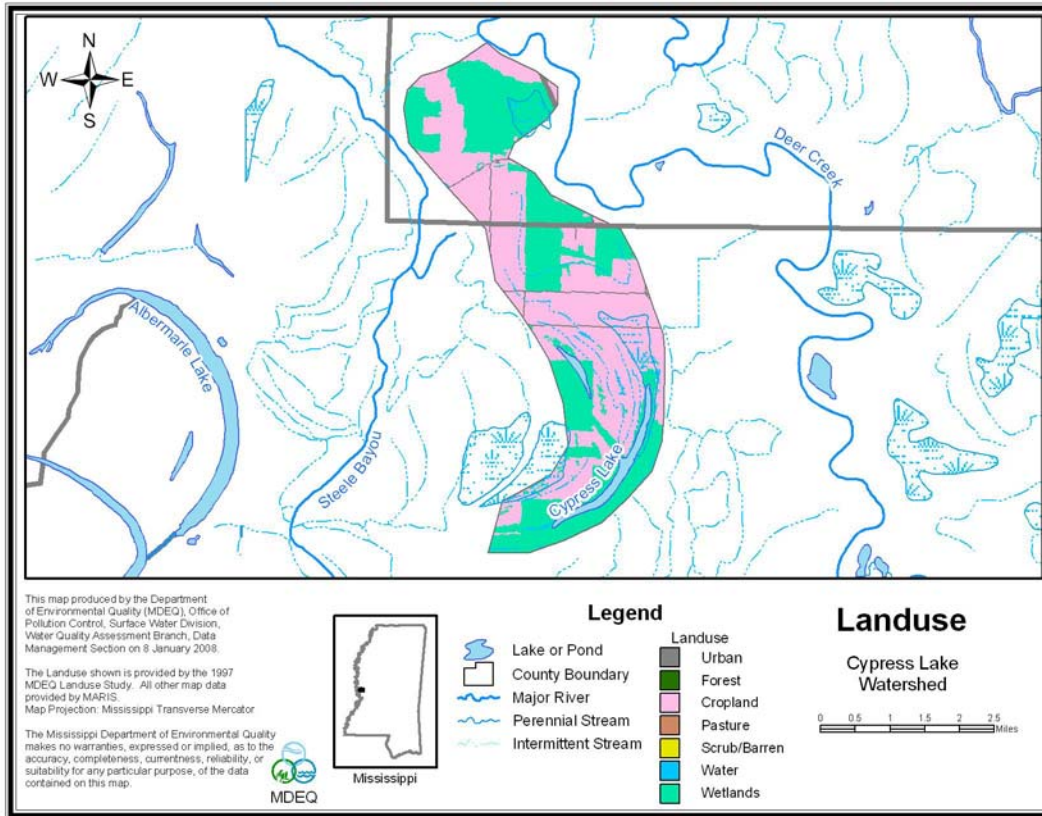 N
W E
S
Deer Creek
Albermarle Lake
Steele Bayou
Cypress Lake
This map produced by the Department
of Environmental Quality (MDEQ), Office of
Pollution Control, Surface Water Division,
Water Quality Assessment Branch, Data
Management Section on 8 January 2008.
The Landuse shown is provided by the 1997
MDEQ Landuse Study. All other map data
provided by MARIS.
Map Projection: Mississippi Transverse Mercator
The Mississippi Department of Environmental Quality
makes no warranties, expressed or implied, as to the
accuracy, completeness, currentness, reliability, or
suitability for any particular purpose, of the data
contained on this map.
MDEQ
Mississippi
Legend
Lake or Pond
County Boundary
Major River
Perennial Stream
Intermittent Stream
Landuse
Urban
Forest
Cropland
Pasture
Scrub/Barren
Water
Wetlands
Landuse
Cypress Lake
Watershed
0 0.5 1 1.5 2 2.5
Miles